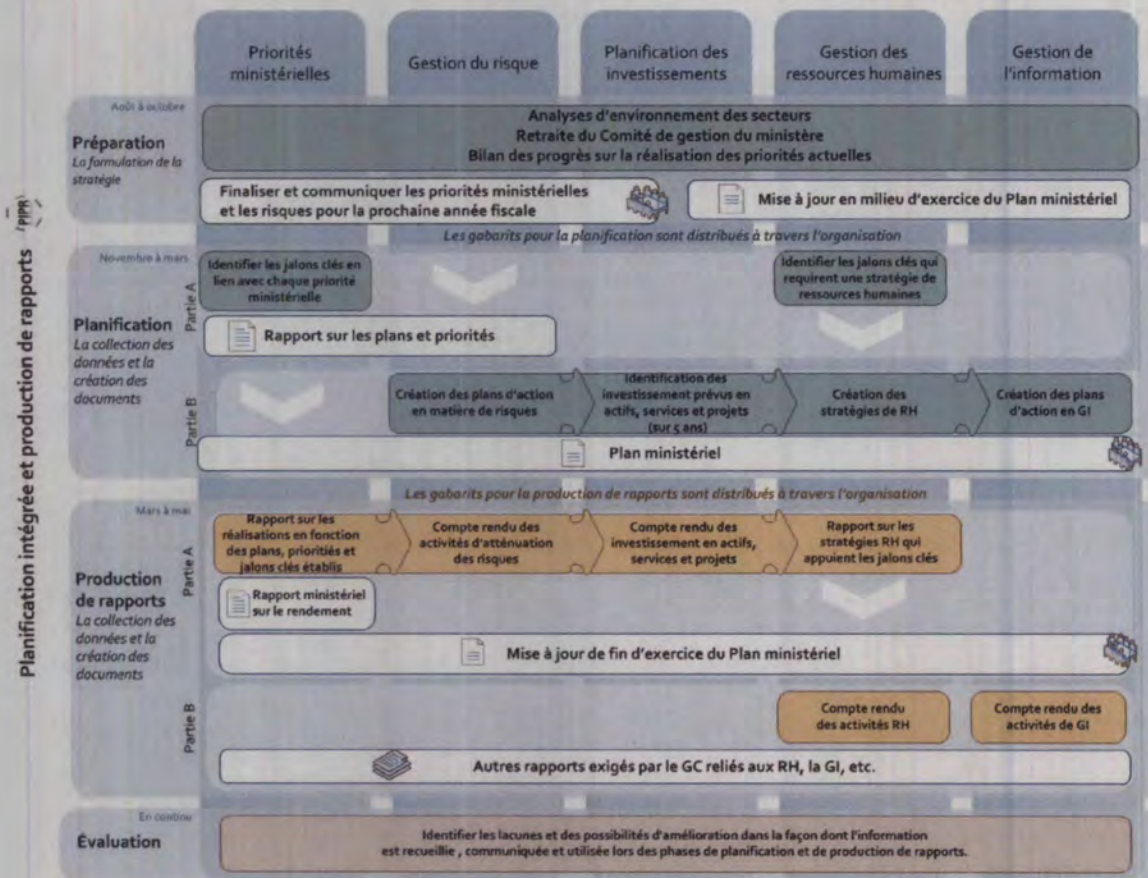 Priorités
ministérielles
Gestion du risque
Planification des
investissements
Gestion des
ressources humaines
Gestion de
l'information
Planification intégrée et production de rapports
PIPR
Août à octobre
Préparation
La formulation de la
stratégie
Analyses d'environnement des secteurs
Retraite du Comité de gestion du ministère
Bilan des progrès sur la réalisation des priorités actuelles
Finaliser et communiquer les priorités ministérielles
et les risques pour la prochaine année fiscale
Mise à jour en milieu d'exercice du Plan ministériel
Les gabarits pour la planification sont distribués à travers l'organisation
Novembre à mars
Planification
La collection des
données et la
création des
documents
Partie A
Identifier les jalons clés en
lien avec chaque priorité
ministérielle
Identifier les jalons clés qui
requirent une stratégie de
ressources humaines
Rapport sur les plans et priorités
Partie B
Création des plans d'action
en matière de risques
Identification des
investissement prévus en
actifs, services et projets
(sur 5 ans)
Création des
stratégies de RH
Création des plans
d'action en GI
Plan ministériel
Les gabarits pour la production de rapports sont distribués à travers l'organisation
Mars à mai
Production
de rapports
La collection des
données et la
création des
documents
Partie A
Rapport sur les
réalisations en fonction
des plans, prioritiés et
jalons clés établis
Compte rendu des
activités d'atténuation
des risques
Compte rendu des
investissement en actifs,
services et projets
Rapport sur les
stratégies RH qui
appuient les jalons clés
Rapport ministériel
sur le rendement
Mise à jour de fin d'exercice du Plan ministériel
Partie B
Compte rendu
des activités RH
Compte rendu des
activités de GI
Autres rapports exigés par le GC reliés aux RH, la GI, etc.
En continu
Évaluation
Identifier les lacunes et des possibilités d'amélioration dans la façon dont l'information
est recueillie , communiquée et utilisée lors des phases de planification et de production de rapports.